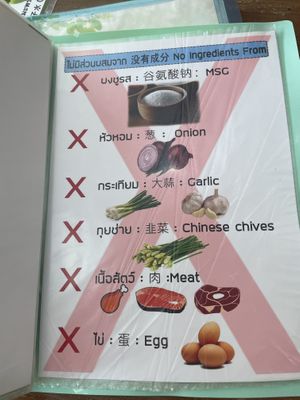 ไม่มีส่วนผสมจาก 没有成分 No Ingredients From
X ผงชูรส : 谷氨酸钠 : MSG
X หัวหอม : 葱 : Onion
X กระเทียม : 大蒜 : Garlic
X กุยช่าย : 韭菜 : Chinese chives
X เนื้อสัตว์ : 肉 :Meat
X ไข่ : 蛋 : Egg